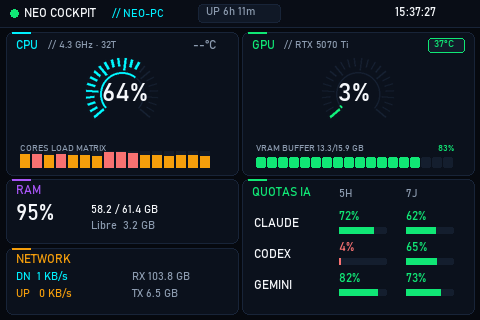 NEO COCKPIT // NEO-PC UP 6h 11m 15:37:27
CPU // 4.3 GHz · 32T --°C
64%
CORES LOAD MATRIX
GPU // RTX 5070 Ti 37°C
3%
VRAM BUFFER 13.3/15.9 GB 83%
RAM
95% 58.2 / 61.4 GB
Libre 3.2 GB
NETWORK
DN 1 KB/s RX 103.8 GB
UP 0 KB/s TX 6.5 GB
QUOTAS IA 5H 7J
CLAUDE 72% 62%
CODEX 4% 65%
GEMINI 82% 73%